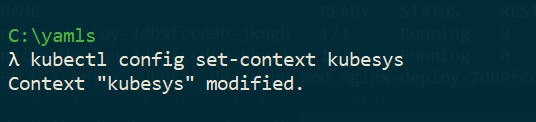 C:\yamls
λ kubectl config set-context kubesys
Context "kubesys" modified.